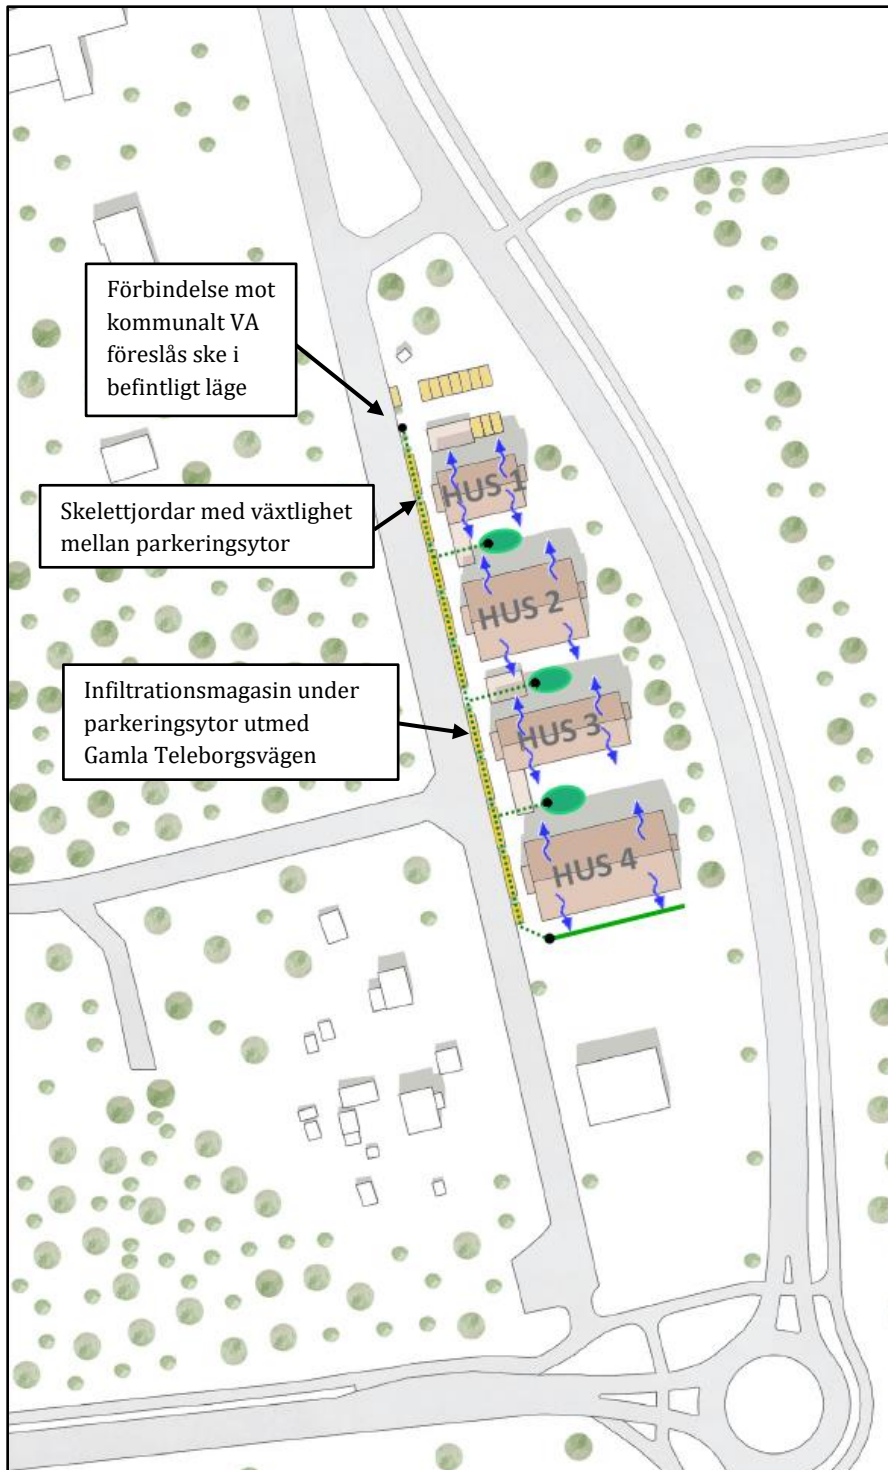 Förbindelse mot
kommunalt VA
föreslås ske i
befintligt läge
HUS 1
Skelettjordar med växtlighet
mellan parkeringsytor
HUS 2
Infiltrationsmagasin under
parkeringsytor utmed
Gamla Teleborgsvägen
HUS 3
HUS 4